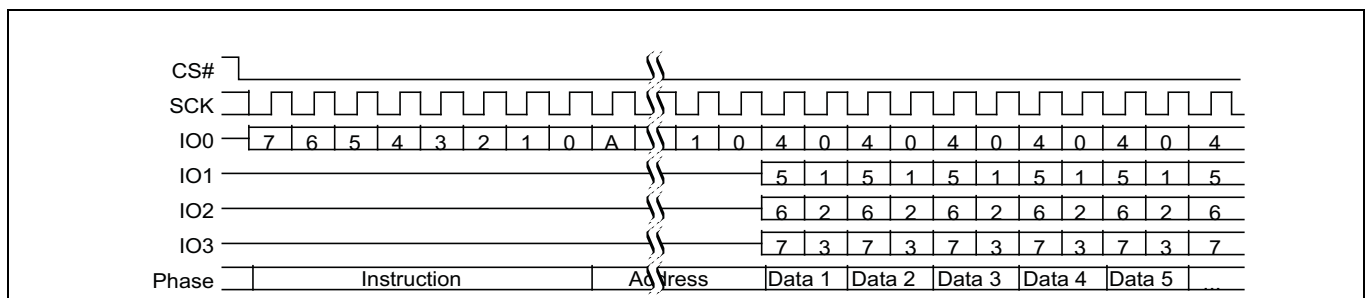 CS#
SCK
IO0 7 6 5 4 3 2 1 0 A 1 0 4 0 4 0 4 0 4 0 4 0 4
IO1 5 1 5 1 5 1 5 1 5 1 5
IO2 6 2 6 2 6 2 6 2 6 2 6
IO3 7 3 7 3 7 3 7 3 7 3 7
Phase Instruction Address Data 1 Data 2 Data 3 Data 4 Data 5 ...